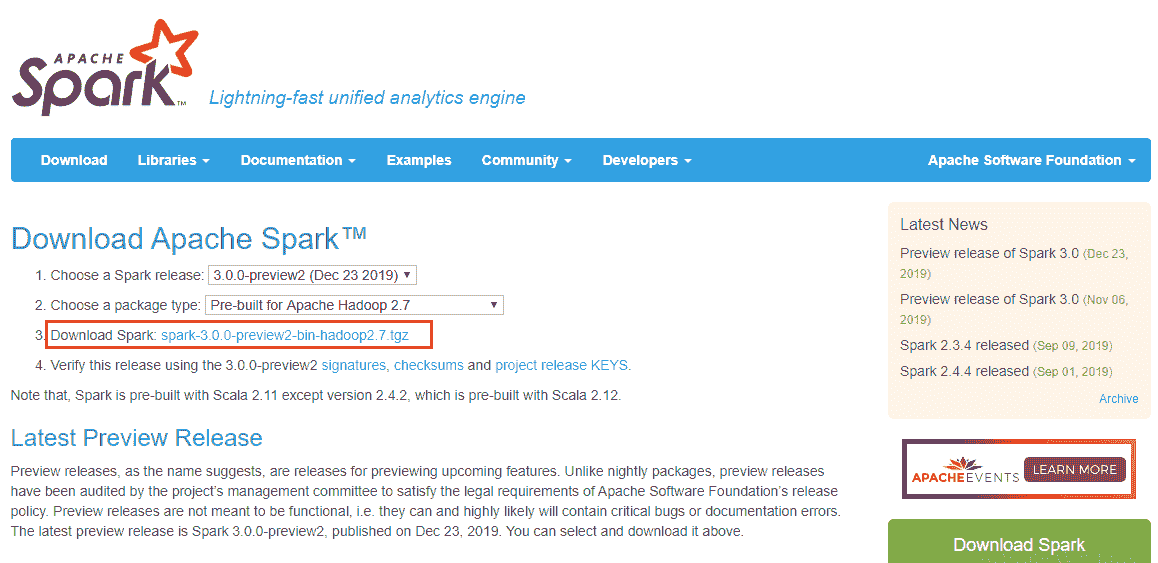 APACHE
Spark™
Lightning-fast unified analytics engine
Download Libraries Documentation Examples Community Developers Apache Software Foundation
Download Apache Spark™
1. Choose a Spark release: 3.0.0-preview2 (Dec 23 2019)
2. Choose a package type: Pre-built for Apache Hadoop 2.7
3. Download Spark: spark-3.0.0-preview2-bin-hadoop2.7.tgz
4. Verify this release using the 3.0.0-preview2 signatures, checksums and project release KEYS.
Note that, Spark is pre-built with Scala 2.11 except version 2.4.2, which is pre-built with Scala 2.12.
Latest Preview Release
Preview releases, as the name suggests, are releases for previewing upcoming features. Unlike nightly packages, preview releases
have been audited by the project's management committee to satisfy the legal requirements of Apache Software Foundation's release
policy. Preview releases are not meant to be functional, i.e. they can and highly likely will contain critical bugs or documentation errors.
The latest preview release is Spark 3.0.0-preview2, published on Dec 23, 2019. You can select and download it above.
Latest News
Preview release of Spark 3.0 (Dec 23,
2019)
Preview release of Spark 3.0 (Nov 06,
2019)
Spark 2.3.4 released (Sep 09, 2019)
Spark 2.4.4 released (Sep 01, 2019)
Archive
APACHEEVENTS LEARN MORE
Download Spark